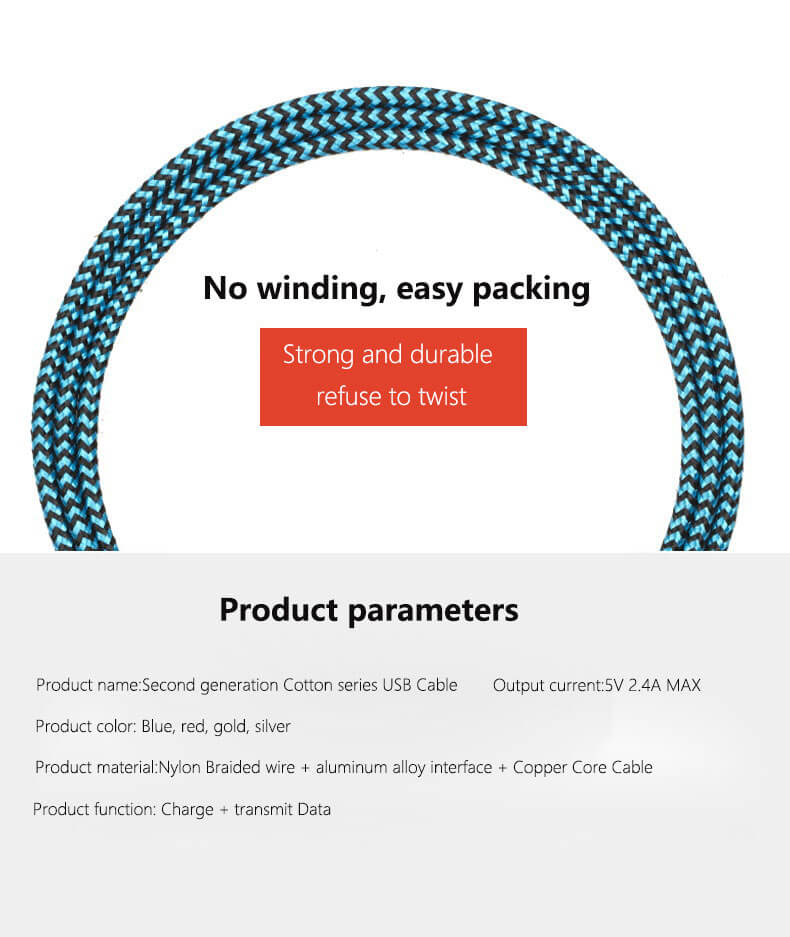 No winding, easy packing
Strong and durable
refuse to twist
Product parameters
Product name:Second generation Cotton series USB Cable Output current:5V 2.4A MAX
Product color: Blue, red, gold, silver
Product material:Nylon Braided wire + aluminum alloy interface + Copper Core Cable
Product function: Charge + transmit Data